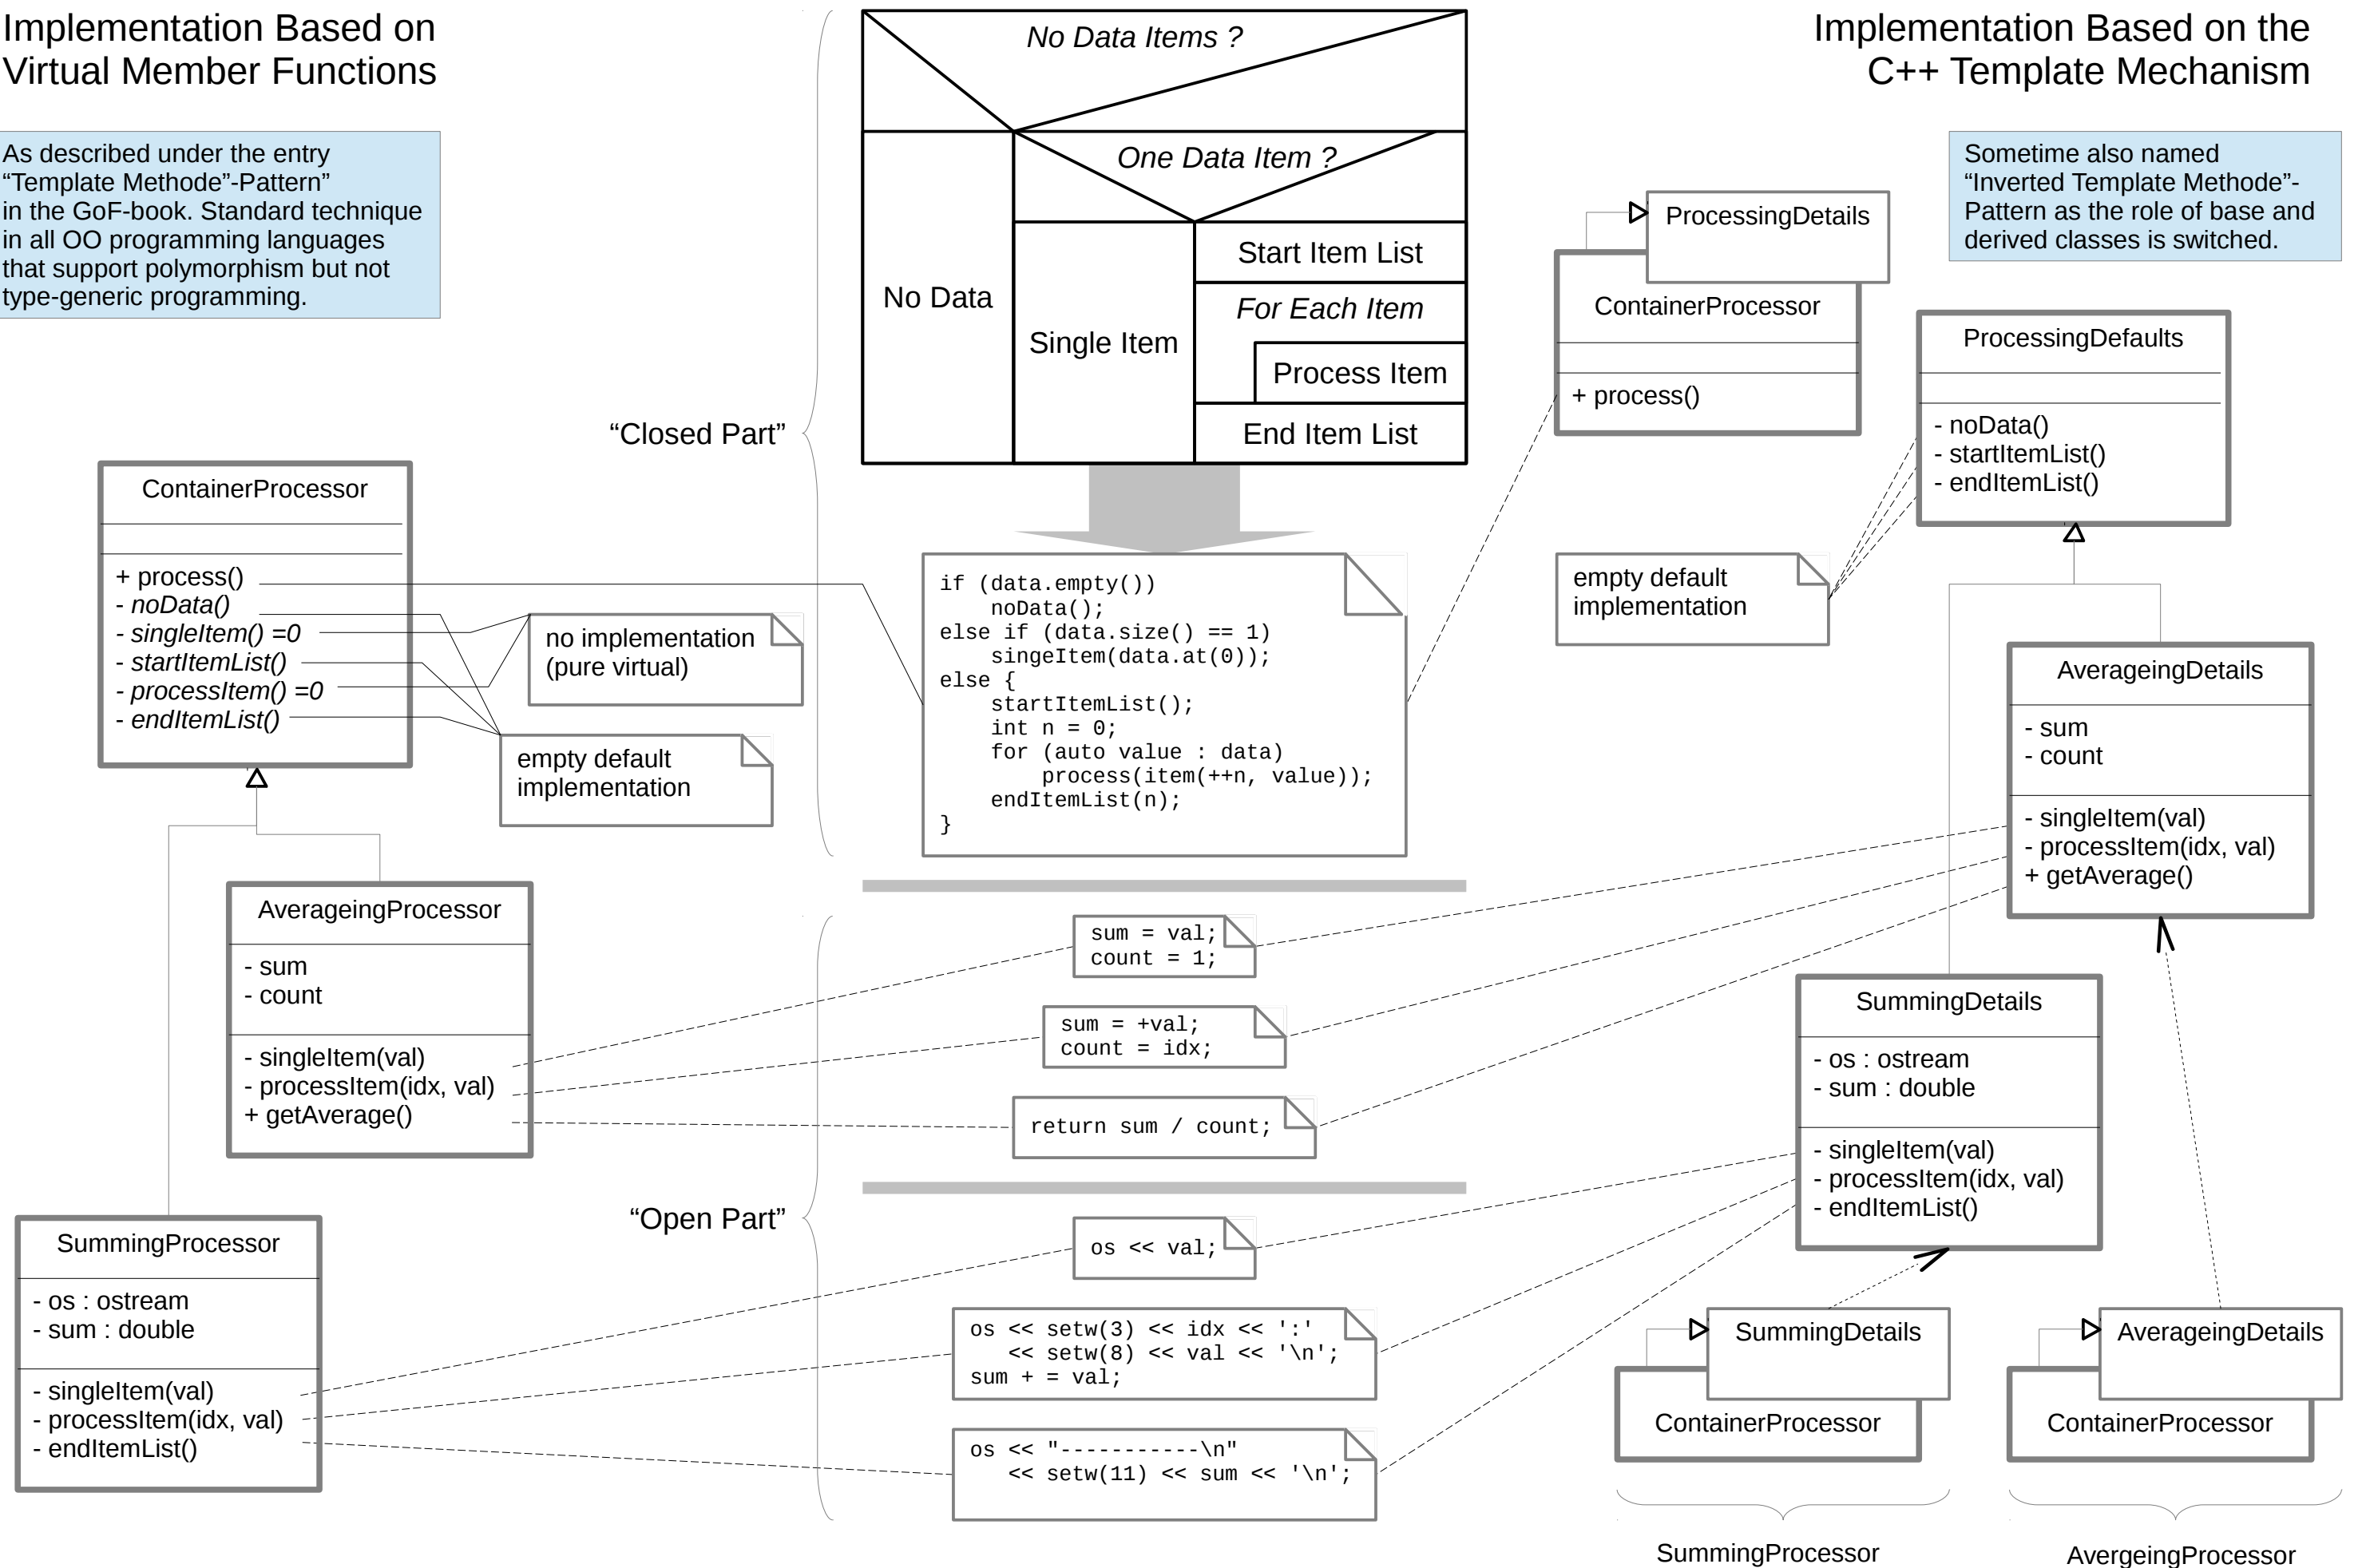 Implementation Based on
Virtual Member Functions
As described under the entry
“Template Methode”-Pattern”
in the GoF-book. Standard technique
in all OO programming languages
that support polymorphism but not
type-generic programming.
ContainerProcessor
+ process()
- noData()
- singleItem() =0
- startItemList()
- processItem() =0
- endItemList()
no implementation
(pure virtual)
empty default
implementation
AverageingProcessor
- sum
- count
- singleItem(val)
- processItem(idx, val)
+ getAverage()
SummingProcessor
- os : ostream
- sum : double
- singleItem(val)
- processItem(idx, val)
- endItemList()
“Closed Part”
“Open Part”
No Data Items ?
One Data Item ?
No Data
Single Item
Start Item List
For Each Item
Process Item
End Item List
if (data.empty())
    noData();
else if (data.size() == 1)
    singeItem(data.at(0));
else {
    startItemList();
    int n = 0;
    for (auto value : data)
        process(item(++n, value));
    endItemList(n);
}
sum = val;
count = 1;
sum = +val;
count = idx;
return sum / count;
os << val;
os << setw(3) << idx << ':'
   << setw(8) << val << '\n';
sum + = val;
os << "-----------\n"
   << setw(11) << sum << '\n';
Implementation Based on the
C++ Template Mechanism
Sometime also named
“Inverted Template Methode”-
Pattern as the role of base and
derived classes is switched.
ProcessingDetails
ContainerProcessor
+ process()
ProcessingDefaults
- noData()
- startItemList()
- endItemList()
empty default
implementation
AverageingDetails
- sum
- count
- singleItem(val)
- processItem(idx, val)
+ getAverage()
SummingDetails
- os : ostream
- sum : double
- singleItem(val)
- processItem(idx, val)
- endItemList()
SummingDetails
ContainerProcessor
SummingProcessor
AverageingDetails
ContainerProcessor
AvergeingProcessor